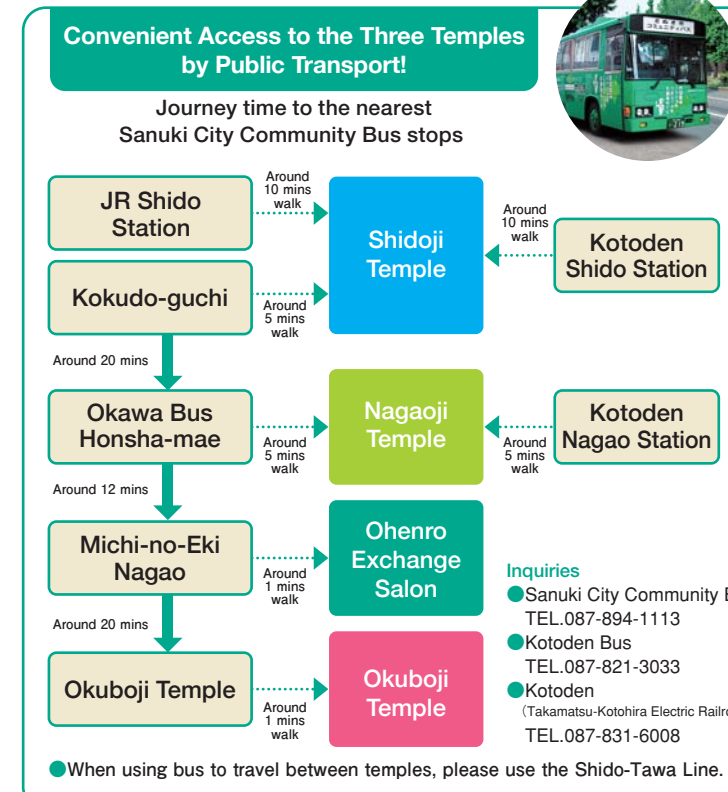 Convenient Access to the Three Temples
by Public Transport!
Journey time to the nearest
Sanuki City Community Bus stops
JR Shido
Station
Around
10 mins
walk
Shidoji
Temple
Around
10 mins
walk
Kotoden
Shido Station
Kokudo-guchi
Around
5 mins
walk
Around 20 mins
Okawa Bus
Honsha-mae
Around
5 mins
walk
Nagaoji
Temple
Around
5 mins
walk
Kotoden
Nagao Station
Around 12 mins
Michi-no-Eki
Nagao
Around
1 mins
walk
Ohenro
Exchange
Salon
Around 20 mins
Okuboji Temple
Around
1 mins
walk
Okuboji
Temple
Inquiries
●Sanuki City Community
TEL.087-894-1113
●Kotoden Bus
TEL.087-821-3033
●Kotoden
(Takamatsu-Kotohira Electric
TEL.087-831-6008
●When using bus to travel between temples, please use the Shido-Tawa Line.